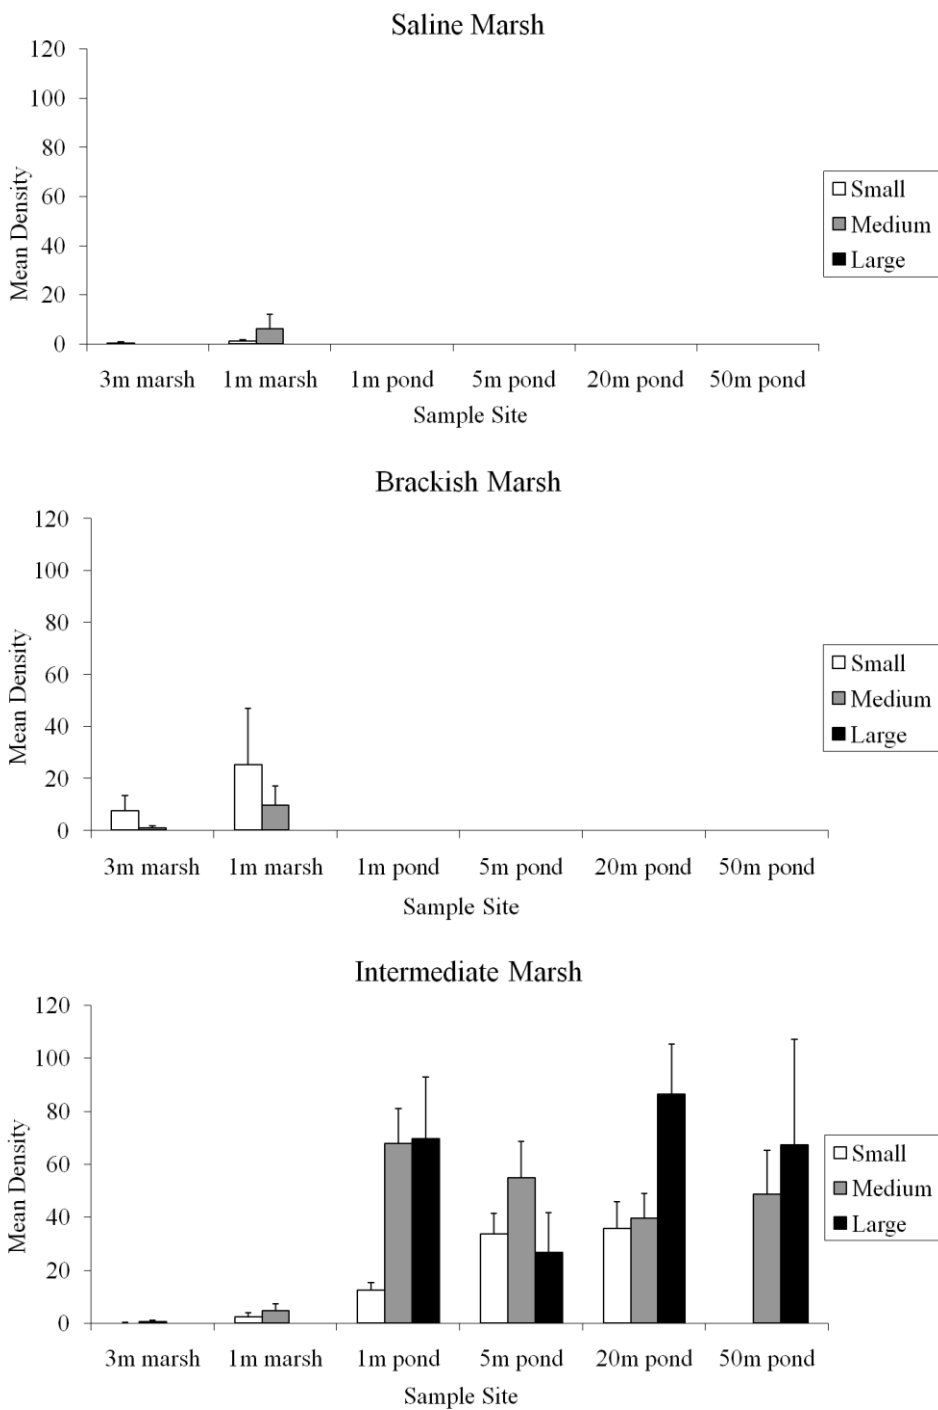 Saline Marsh
120
100
80
60
40
20
0
Mean Density
3m marsh 1m marsh 1m pond 5m pond 20m pond 50m pond
Sample Site
Small
Medium
Large
Brackish Marsh
120
100
80
60
40
20
0
Mean Density
3m marsh 1m marsh 1m pond 5m pond 20m pond 50m pond
Sample Site
Small
Medium
Large
Intermediate Marsh
120
100
80
60
40
20
0
Mean Density
3m marsh 1m marsh 1m pond 5m pond 20m pond 50m pond
Sample Site
Small
Medium
Large